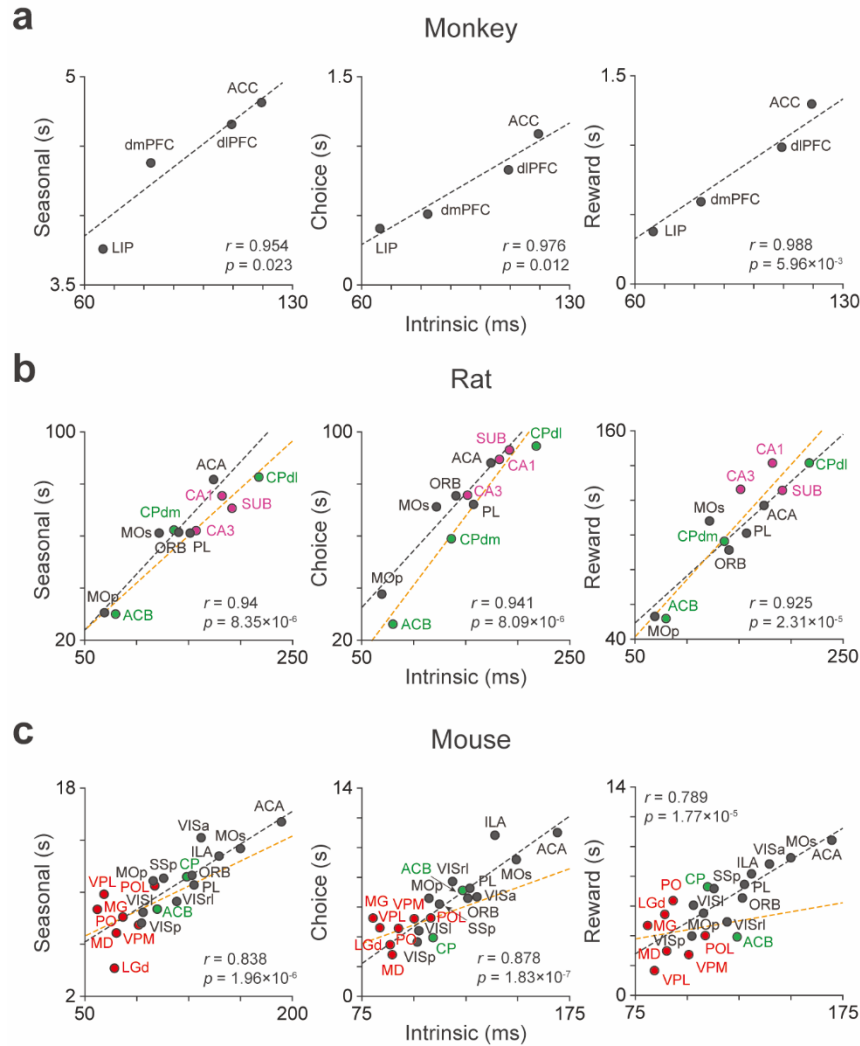 a
Monkey
5
Seasonal (s)
3.5
ACC
dmPFC
dlPFC
LIP
r = 0.954
p = 0.023
60
130
1.5
Choice (s)
0
ACC
dlPFC
dmPFC
LIP
r = 0.976
p = 0.012
60
130
Intrinsic (ms)
1.5
Reward (s)
0
ACC
dlPFC
dmPFC
LIP
r = 0.988
p = 5.96×10⁻³
60
130
b
Rat
100
Seasonal (s)
20
ACA
CPdl
CA1
SUB
CPdm
MOs
CA3
ORB
PL
MOp
ACB
r = 0.94
p = 8.35×10⁻⁶
50
250
100
Choice (s)
20
SUB
CPdl
ACA
CA1
ORB
CA3
MOs
PL
CPdm
MOp
ACB
r = 0.941
p = 8.09×10⁻⁶
50
250
Intrinsic (ms)
160
Reward (s)
40
CA1
CPdl
CA3
SUB
MOs
ACA
CPdm
PL
ORB
ACB
MOp
r = 0.925
p = 2.31×10⁻⁵
50
250
c
Mouse
18
Seasonal (s)
2
ACA
VISa
MOs
ILA
SSp
CP
MOp
ORB
VPL
POL
PL
MG
VISl
VISrl
PO
ACB
VISp
MD
VPM
LGd
r = 0.838
p = 1.96×10⁻⁶
50
200
14
Choice (s)
0
ILA
ACA
MOs
ACB
VISrl
MOp
PL
MG
VPM
VISa
VPL
POL
ORB
PO
VISl
SSp
LGd
CP
MD
VISp
r = 0.878
p = 1.83×10⁻⁷
75
175
Intrinsic (ms)
14
Reward (s)
0
r = 0.789
p = 1.77×10⁻⁵
MOs
VISa
ACA
ILA
CP
SSp
PO
PL
LGd
VISl
ORB
MG
MOp
VISrl
VISp
MD
POL
ACB
VPM
VPL
75
175